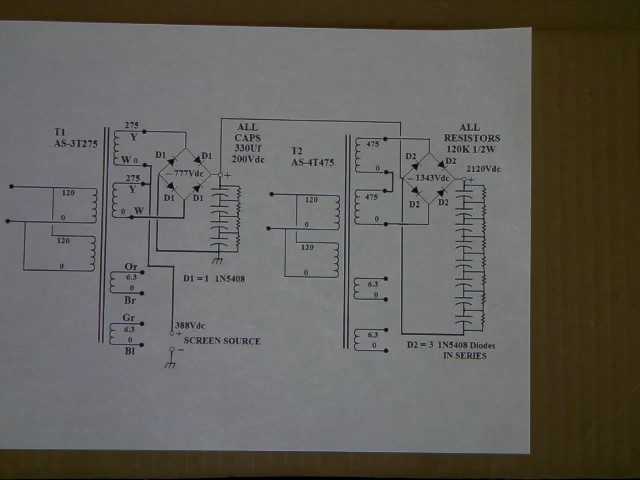 T1
AS-3T275
120
0
120
0
275
Y
W 0
275
Y
0 W
Or
6.3
0
Br
Gr
6.3
0
Bl
D1
D1
- 777Vdc +
D1
D1
ALL
CAPS
330Uf
200Vdc
D1 = 1 1N5408
388Vdc
+
SCREEN SOURCE
-
T2
AS-4T475
120
0
120
0
475
0
475
0
6.3
0
6.3
0
D2
D2
- 1343Vdc
D2
D2
ALL
RESISTORS
120K 1/2W
2120Vdc
+
D2 = 3 1N5408 Diodes
IN SERIES